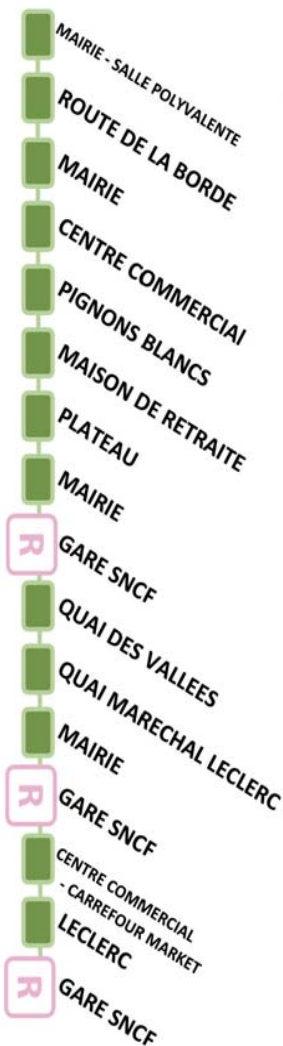 MAIRIE - SALLE POLYVALENTE
ROUTE DE LA BORDE
MAIRIE
CENTRE COMMERCIAl
PIGNONS BLANCS
MAISON DE RETRAITE
PLATEAU
MAIRIE
R
GARE SNCF
QUAI DES VALLEES
QUAI MARECHAL LECLERC
MAIRIE
R
GARE SNCF
CENTRE COMMERCIAL
- CARREFOUR MARKET
LECLERC
R
GARE SNCF